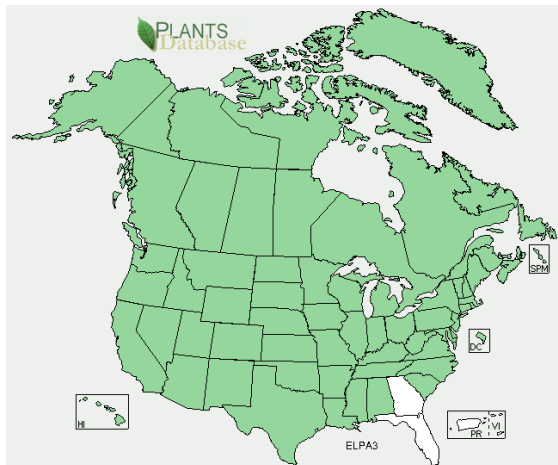 PLANTS
Database
SPM
DC
HI
PR
VI
ELPA3